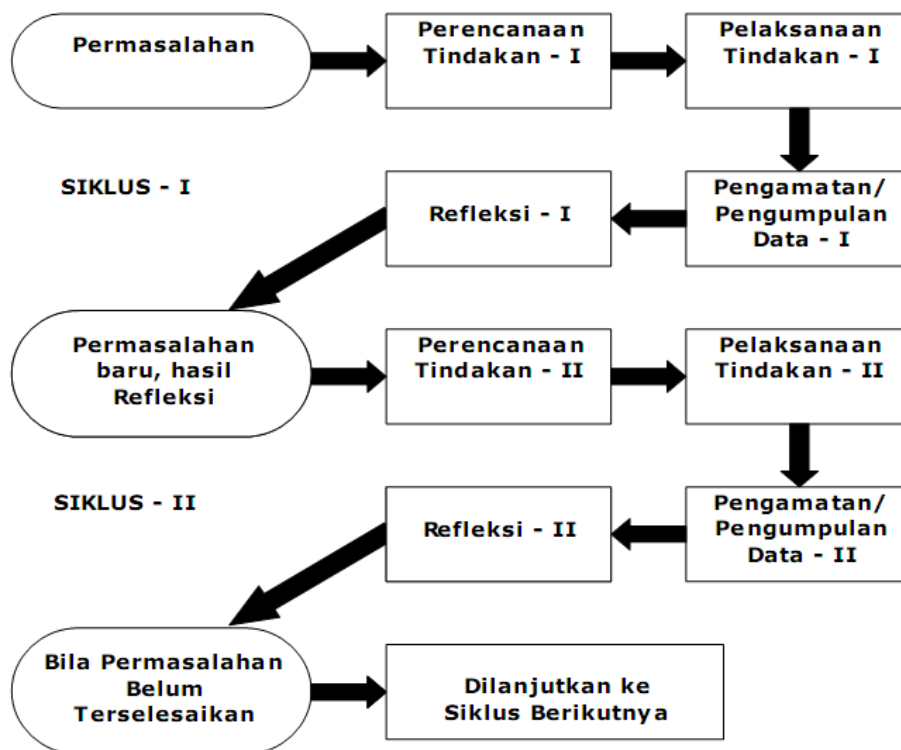 Permasalahan
Perencanaan
Tindakan - I
Pelaksanaan
Tindakan - I
SIKLUS - I
Refleksi - I
Pengamatan/
Pengumpulan
Data - I
Permasalahan
baru, hasil
Refleksi
Perencanaan
Tindakan - II
Pelaksanaan
Tindakan - II
SIKLUS - II
Refleksi - II
Pengamatan/
Pengumpulan
Data - II
Bila Permasalahan
Belum
Terselesaikan
Dilanjutkan ke
Siklus Berikutnya